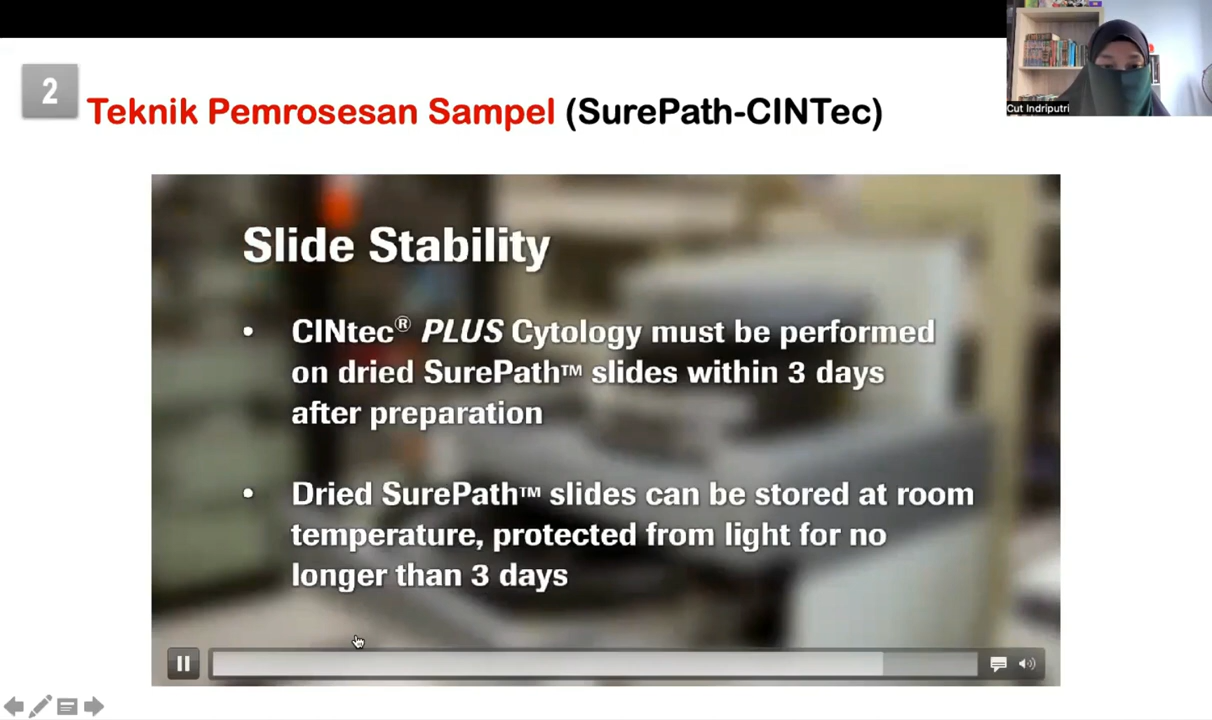 2
Teknik Pemrosesan Sampel (SurePath-CINTec)
Cut Indriputri
Slide Stability
• CINtec® PLUS Cytology must be performed
on dried SurePath™ slides within 3 days
after preparation
• Dried SurePath™ slides can be stored at room
temperature, protected from light for no
longer than 3 days